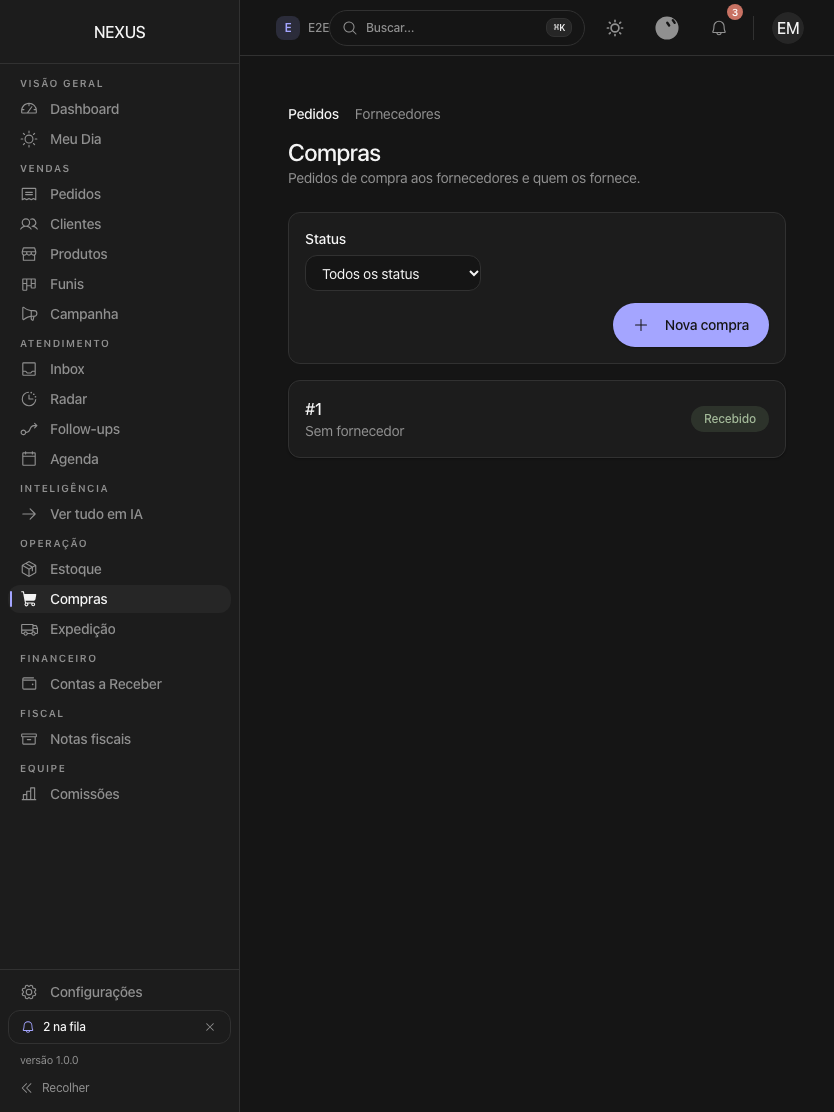 NEXUS
E E2E Buscar... ⌘K 3 EM
VISÃO GERAL
Dashboard
Meu Dia
VENDAS
Pedidos
Clientes
Produtos
Funis
Campanha
ATENDIMENTO
Inbox
Radar
Follow-ups
Agenda
INTELIGÊNCIA
Ver tudo em IA
OPERAÇÃO
Estoque
Compras
Expedição
FINANCEIRO
Contas a Receber
FISCAL
Notas fiscais
EQUIPE
Comissões
Configurações
2 na fila
versão 1.0.0
Recolher
Pedidos Fornecedores
Compras
Pedidos de compra aos fornecedores e quem os fornece.
Status
Todos os status
Nova compra
#1
Sem fornecedor
Recebido